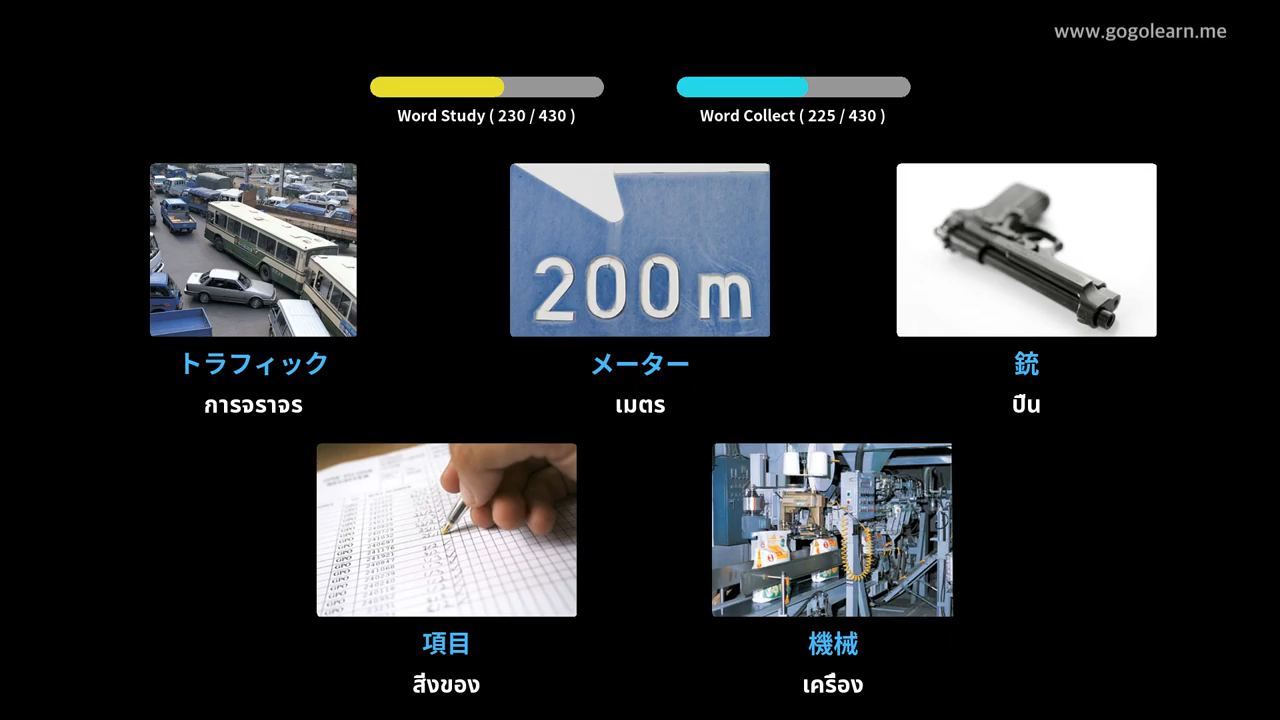 www.gogolearn.me
Word Study ( 230 / 430 )
Word Collect ( 225 / 430 )
200 m
トラフィック
メーター
銃
การจราจร
เมตร
ปืน
項目
機械
สิ่งของ
เครื่อง